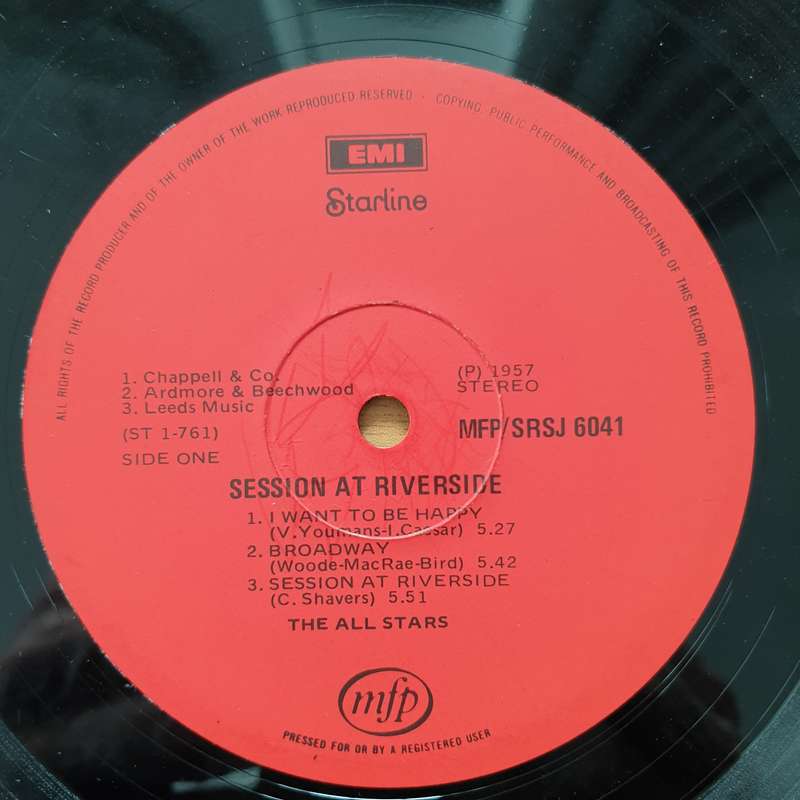 ALL RIGHTS OF THE RECORD PRODUCER AND OF THE OWNER OF THE WORK REPRODUCED RESERVED · COPYING, PUBLIC PERFORMANCE AND BROADCASTING OF THIS RECORD PROHIBITED
EMI
Starline
1. Chappell & Co.
2. Ardmore & Beechwood
3. Leeds Music
(ST 1-761)
SIDE ONE
(P) 1957
STEREO
MFP/SRSJ 6041
SESSION AT RIVERSIDE
1. I WANT TO BE HAPPY
(V.Youmans-I.Cassar) 5.27
2. BROADWAY
(Woode-MacRae-Bird) 5.42
3. SESSION AT RIVERSIDE
(C. Shavers) 5.51
THE ALL STARS
mfp
PRESSED FOR OR BY A REGISTERED USER